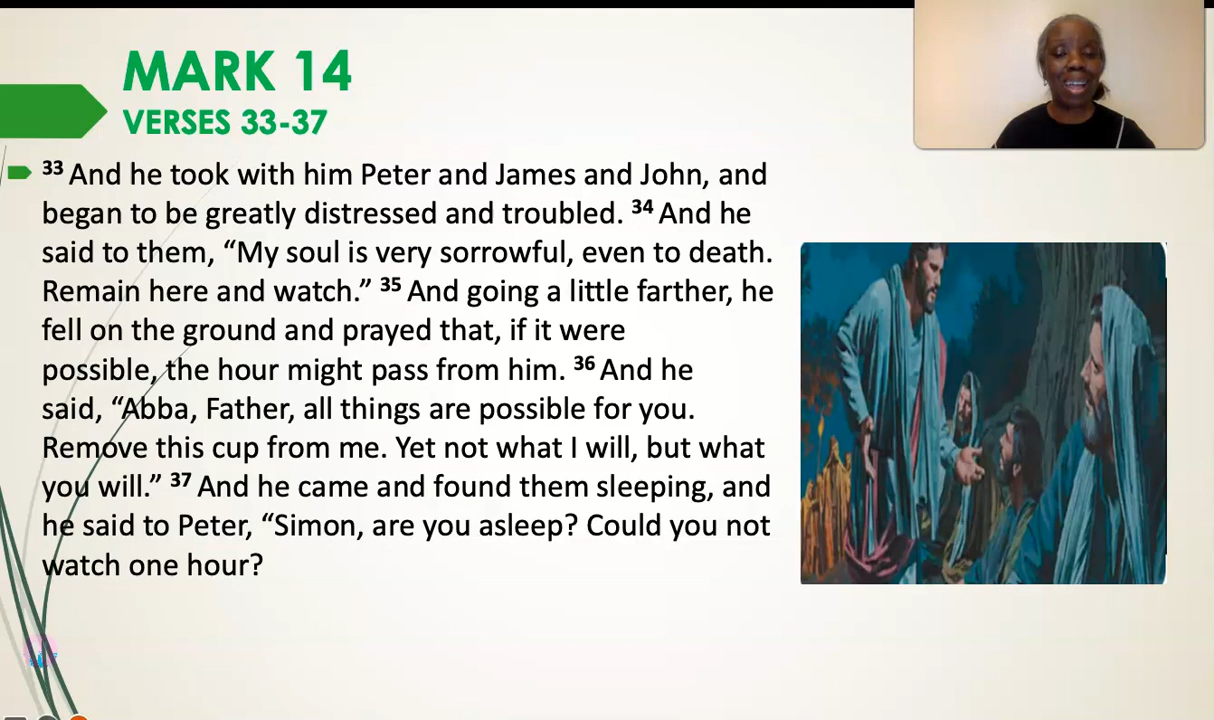 MARK 14
VERSES 33-37
33 And he took with him Peter and James and John, and
began to be greatly distressed and troubled. 34 And he
said to them, “My soul is very sorrowful, even to death.
Remain here and watch.” 35 And going a little farther, he
fell on the ground and prayed that, if it were
possible, the hour might pass from him. 36 And he
said, “Abba, Father, all things are possible for you.
Remove this cup from me. Yet not what I will, but what
you will.” 37 And he came and found them sleeping, and
he said to Peter, “Simon, are you asleep? Could you not
watch one hour?